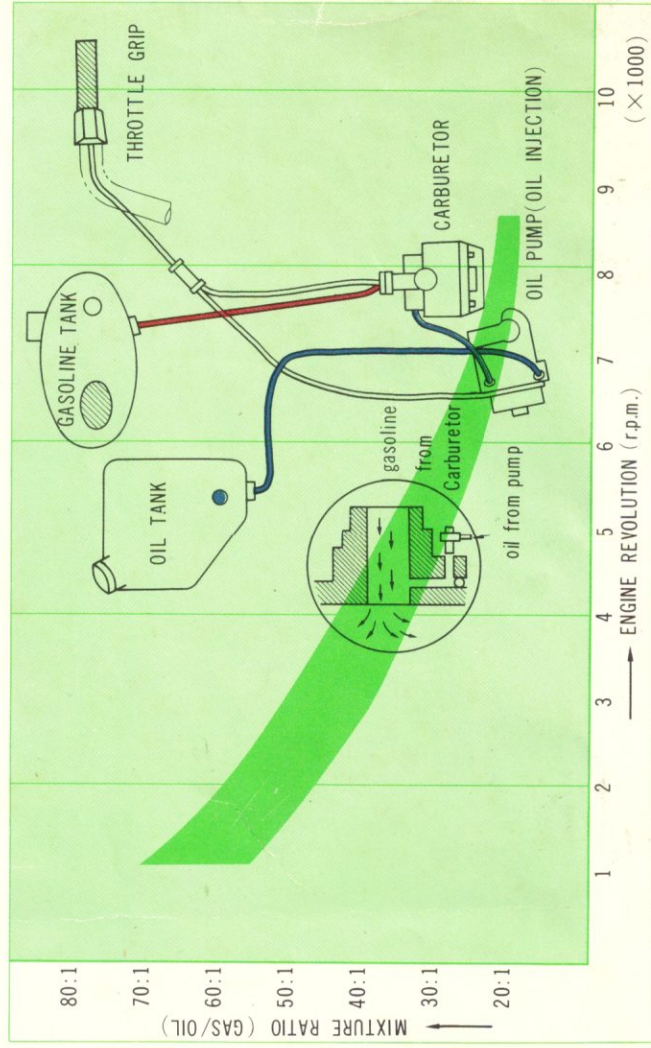 THROTTLE GRIP
GASOLINE TANK
OIL TANK
CARBURETOR
OIL PUMP (OIL INJECTION)
gasoline
from
Carburetor
oil from pump
MIXTURE RATIO (GAS/OIL)
80:1
70:1
60:1
50:1
40:1
30:1
20:1
1 2 3 4 5 6 7 8 9 10
ENGINE REVOLUTION (r.p.m.)
(×1000)